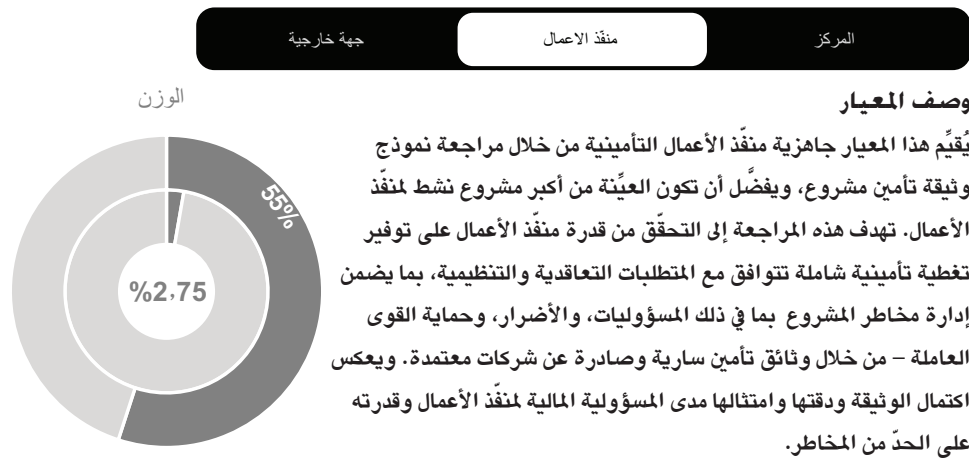 المركز
منفّذ الاعمال
جهة خارجية
وصف المعيار
يُقيِّم هذا المعيار جاهزية منفّذ الأعمال التأمينية من خلال مراجعة نموذج
وثيقة تأمين مشروع، ويفضَّل أن تكون العيِّنة من أكبر مشروع نشط لمنفّذ
الأعمال. تهدف هذه المراجعة إلى التحقّق من قدرة منفّذ الأعمال على توفير
تغطية تأمينية شاملة تتوافق مع المتطلبات التعاقدية والتنظيمية، بما يضمن
إدارة مخاطر المشروع بما في ذلك المسؤوليات، والأضرار، وحماية القوى
العاملة – من خلال وثائق تأمين سارية وصادرة عن شركات معتمدة. ويعكس
اكتمال الوثيقة ودقتها وامتثالها مدى المسؤولية المالية لمنفّذ الأعمال وقدرته
على الحدّ من المخاطر.
الوزن
55%
%2,75